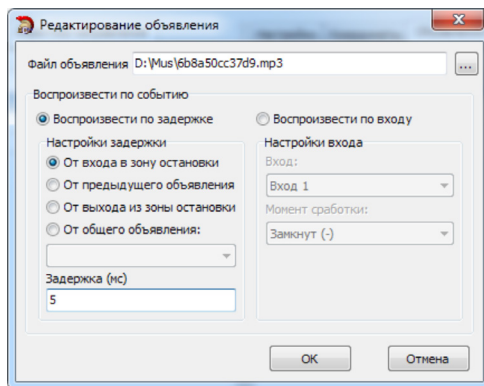 Редактирование объявления
Файл объявления D:\Mus\6b8a50cc37d9.mp3 ...
Воспроизвести по событию
Воспроизвести по задержке
Настройки задержки
От входа в зону остановки
От предыдущего объявления
От выхода из зоны остановки
От общего объявления:
Задержка (мс)
5
Воспроизвести по входу
Настройки входа
Вход:
Вход 1
Момент сработки:
Замкнут (-)
OK
Отмена